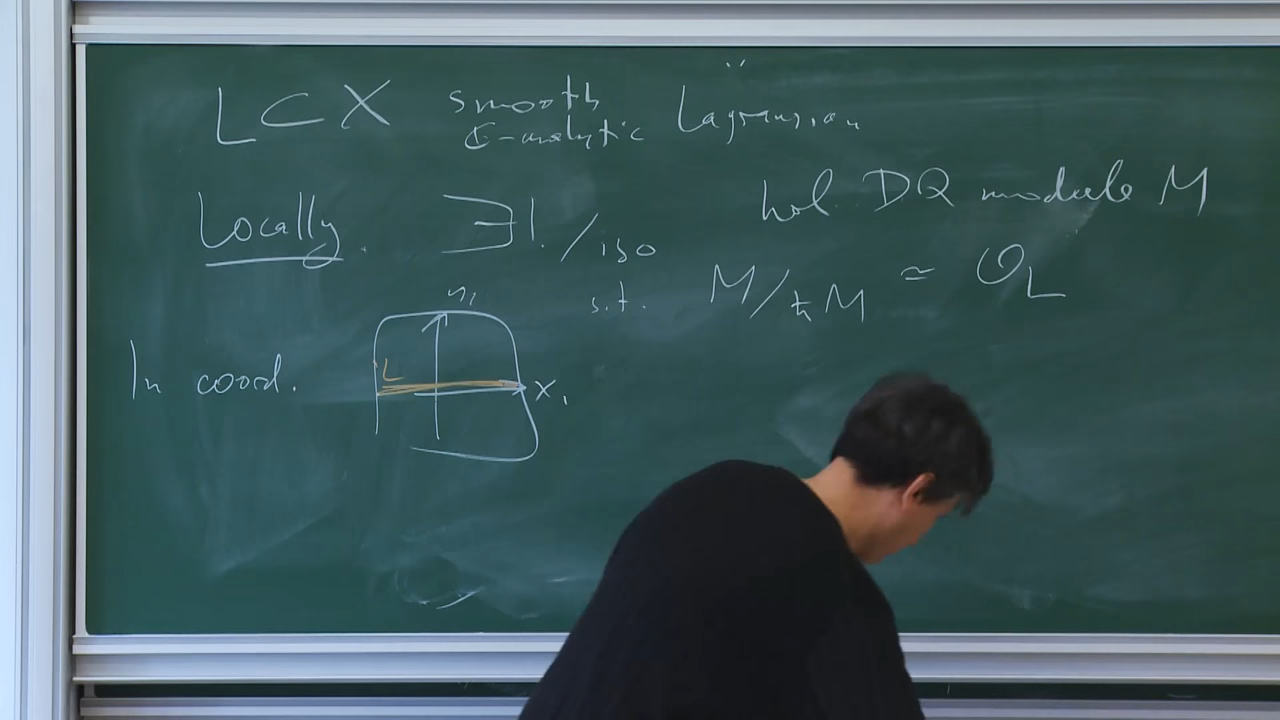 L ⊂ X smooth ℂ-analytic Lagrangian
Locally. ∃!/iso hol. DQ module M
s.t. M/ℏM ≃ 𝒪_L
In coord.
L
x₁